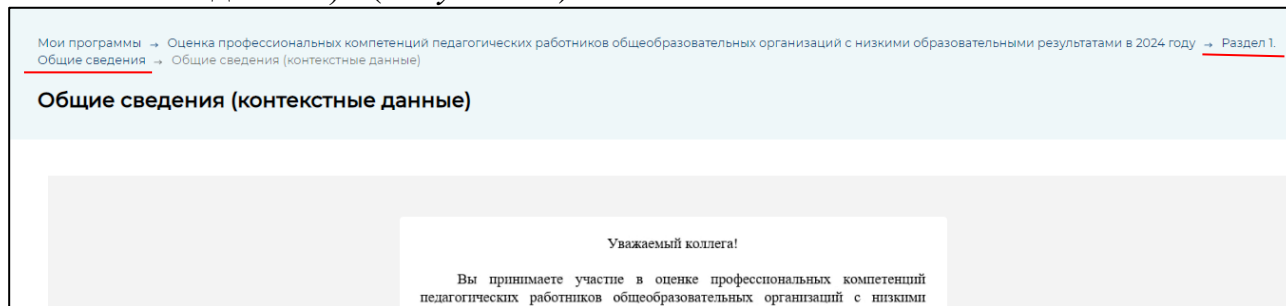 Мои программы → Оценка профессиональных компетенций педагогических работников общеобразовательных организаций с низкими образовательными результатами в 2024 году → Раздел 1.
Общие сведения → Общие сведения (контекстные данные)
Общие сведения (контекстные данные)
Уважаемый коллега!
Вы принимаете участие в оценке профессиональных компетенций
педагогических работников общеобразовательных организаций с низкими